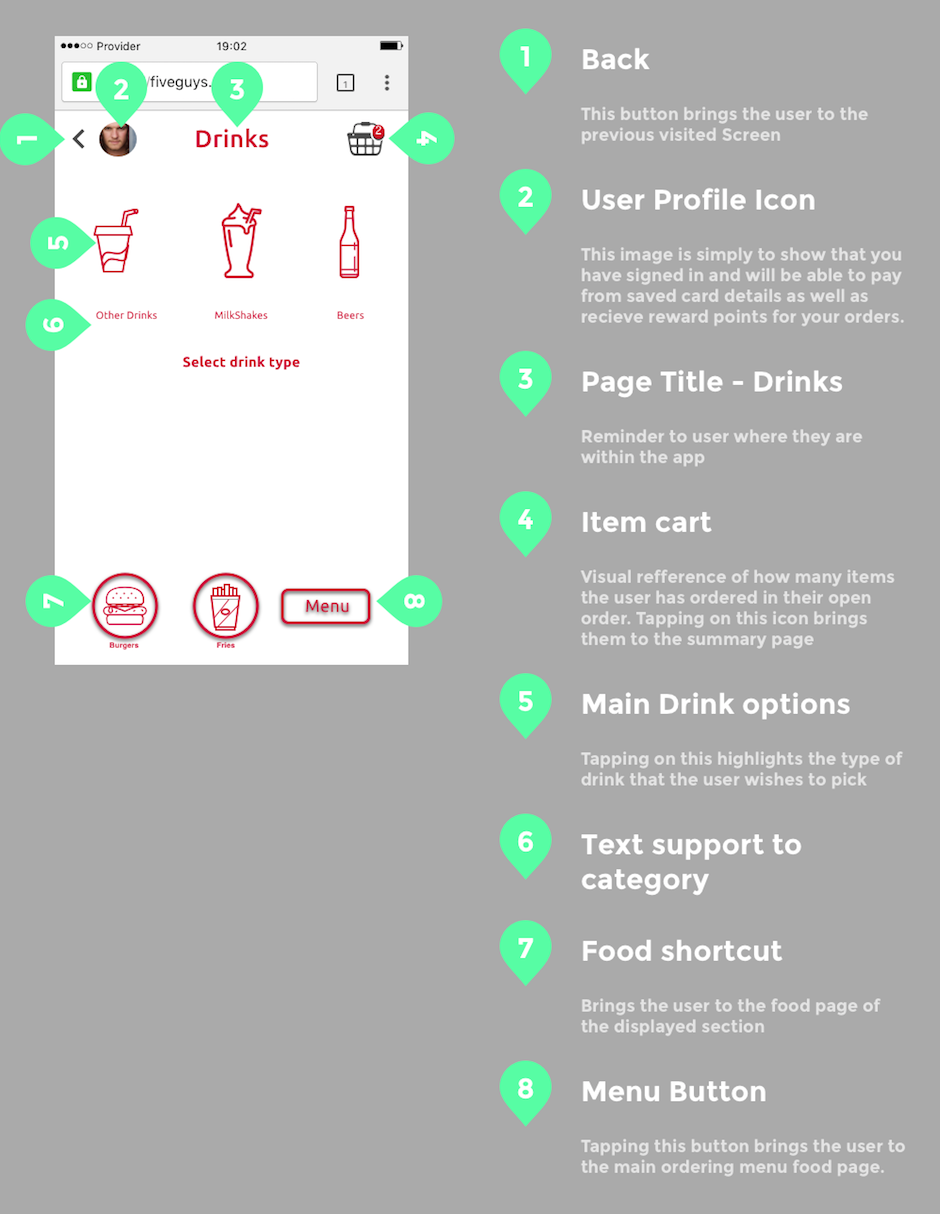 Provider
19:02
/fiveguys.
1
2
3
1
Drinks
2
4
5
Other Drinks
MilkShakes
Beers
6
Select drink type
7
Burgers
Fries
Menu
8
1
Back
This button brings the user to the
previous visited Screen
2
User Profile Icon
This image is simply to show that you
have signed in and will be able to pay
from saved card details as well as
recieve reward points for your orders.
3
Page Title - Drinks
Reminder to user where they are
within the app
4
Item cart
Visual refference of how many items
the user has ordered in their open
order. Tapping on this icon brings
them to the summary page
5
Main Drink options
Tapping on this highlights the type of
drink that the user wishes to pick
6
Text support to
category
7
Food shortcut
Brings the user to the food page of
the displayed section
8
Menu Button
Tapping this button brings the user to
the main ordering menu food page.